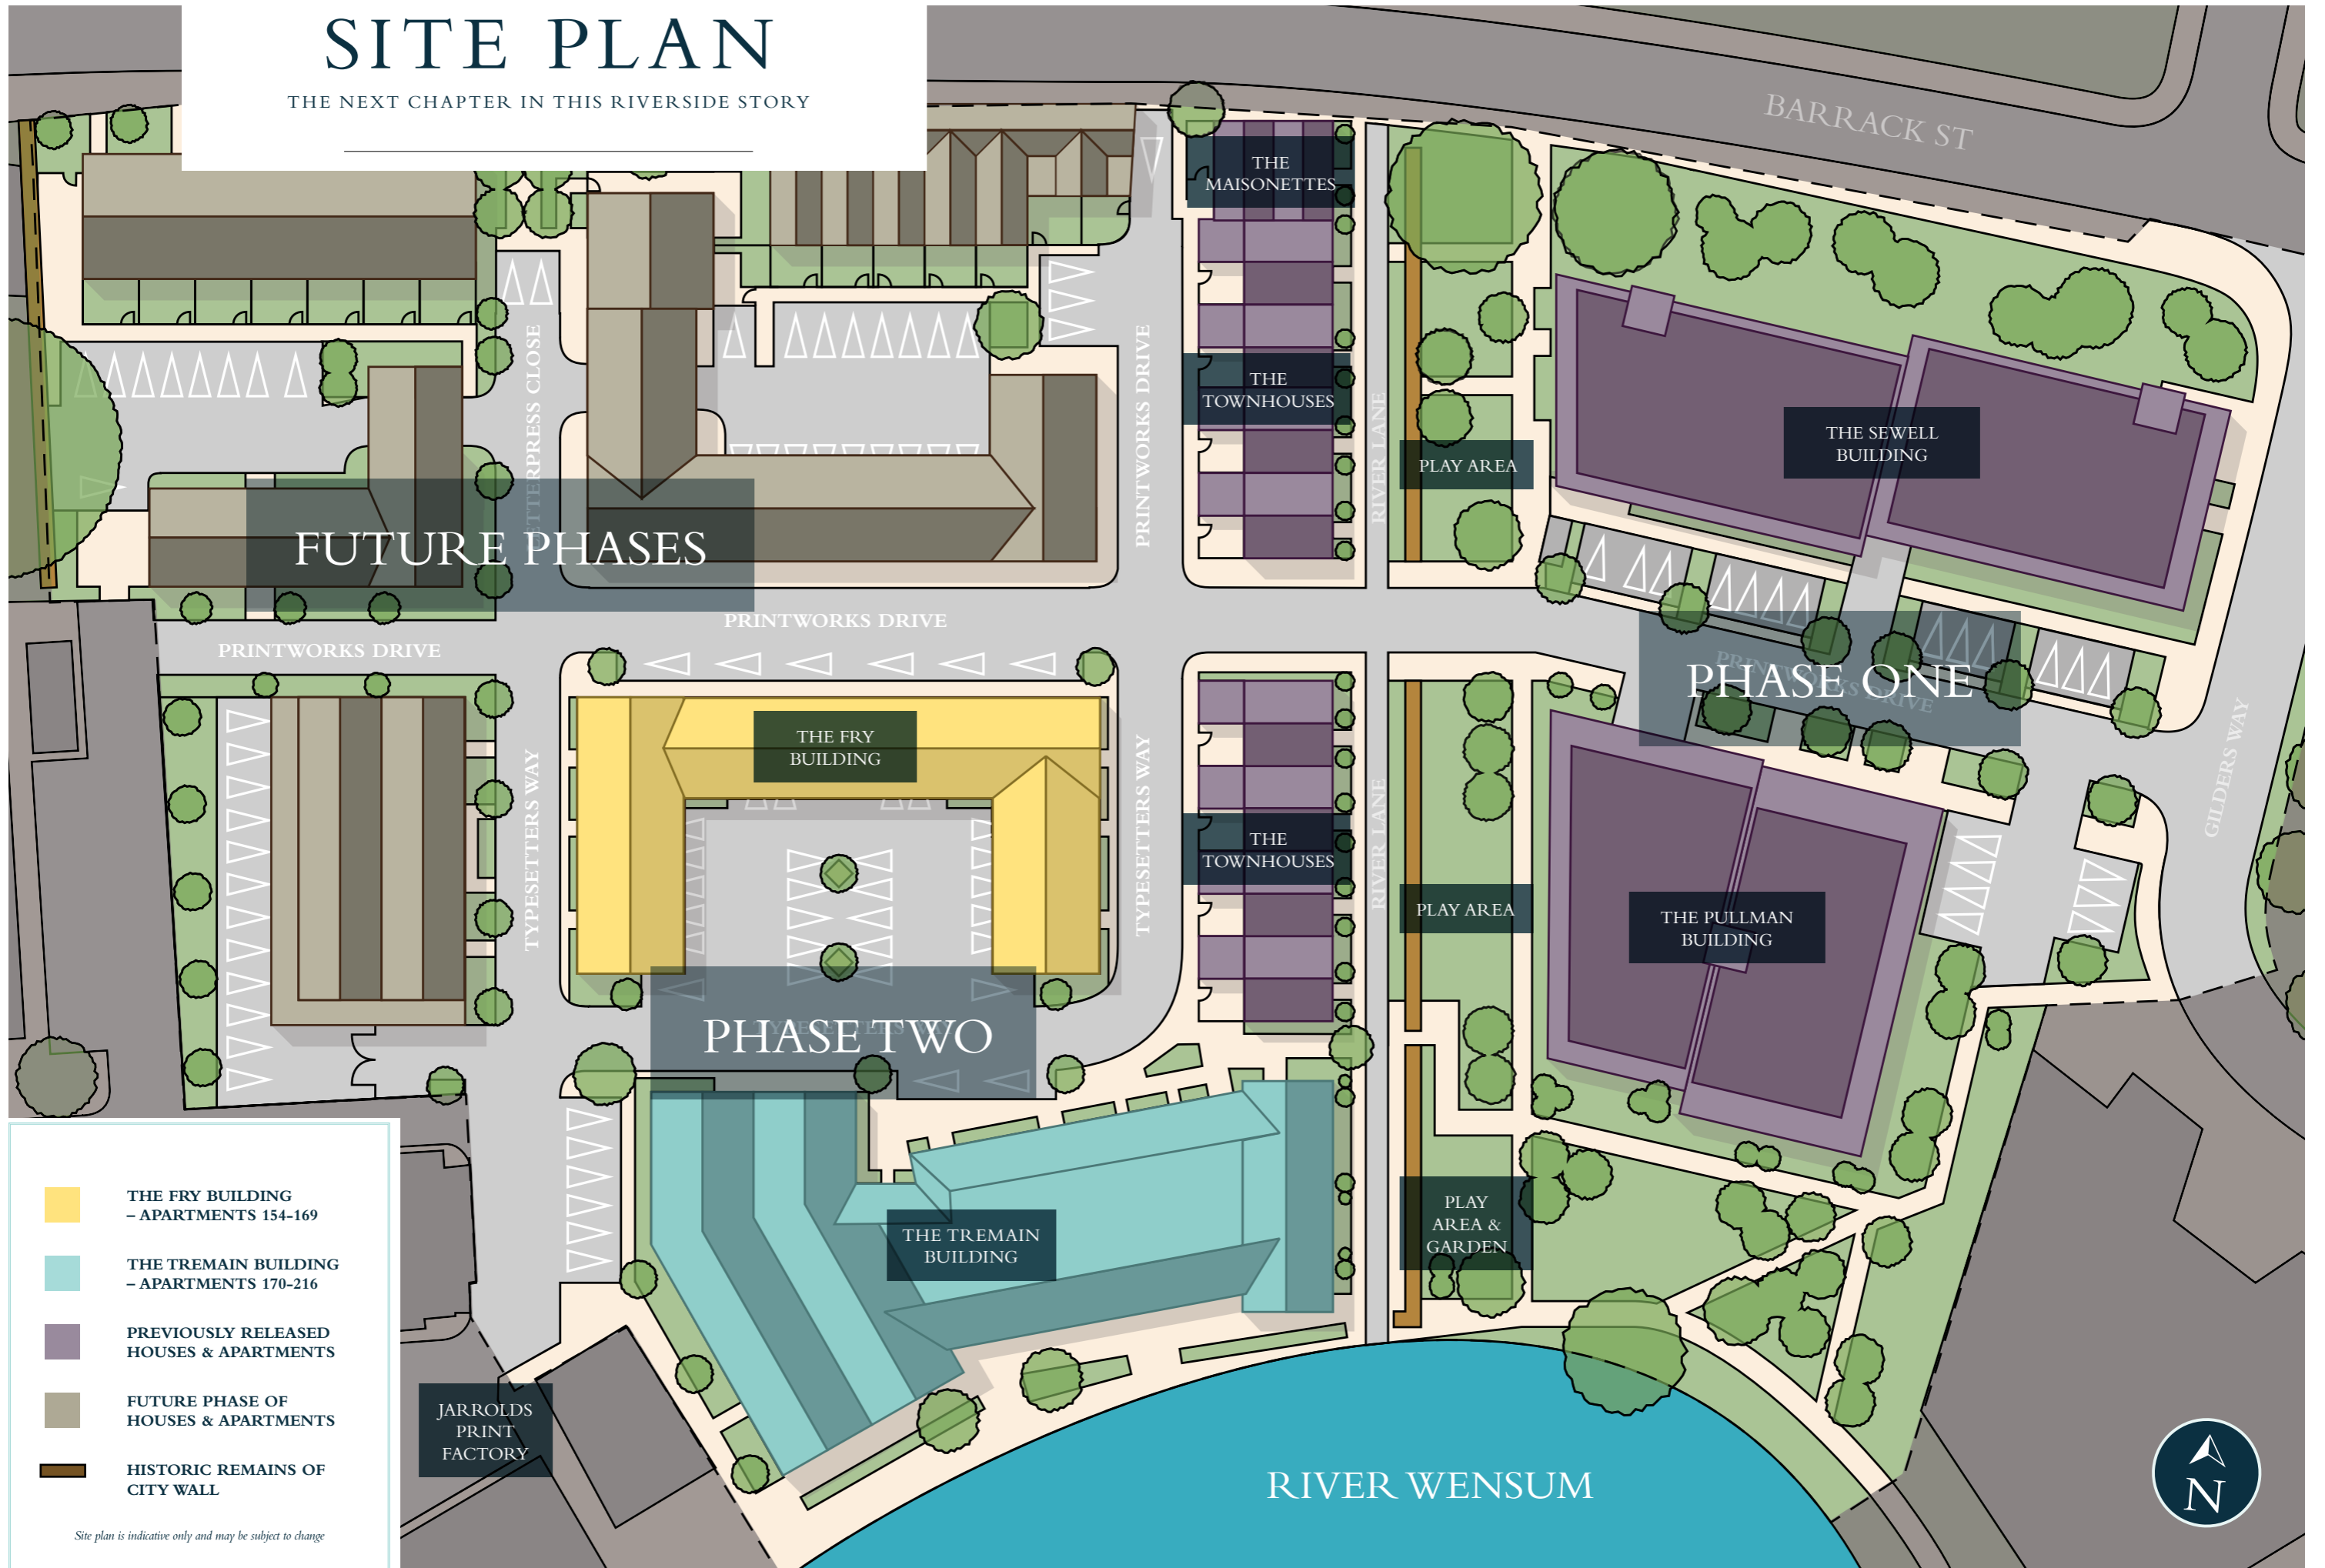 SITE PLAN
THE NEXT CHAPTER IN THIS RIVERSIDE STORY
BARRACK ST
THE
MAISONETTES
PRINTWORKS DRIVE
THE
TOWNHOUSES
RIVER LANE
PLAY AREA
THE SEWELL
BUILDING
FUTURE PHASES
PRINTWORKS DRIVE
PRINTWORKS DRIVE
PHASE ONE
PRINTWORKS DRIVE
GILDERS WAY
THE FRY
BUILDING
TYPESETTERS WAY
TYPESETTERS WAY
THE
TOWNHOUSES
RIVER LANE
PLAY AREA
THE PULLMAN
BUILDING
PHASE TWO
TYPESETTERS WAY
THE TREMAIN
BUILDING
PLAY
AREA &
GARDEN
JARROLDS
PRINT
FACTORY
RIVER WENSUM
N
THE FRY BUILDING
– APARTMENTS 154-169
THE TREMAIN BUILDING
– APARTMENTS 170-216
PREVIOUSLY RELEASED
HOUSES & APARTMENTS
FUTURE PHASE OF
HOUSES & APARTMENTS
HISTORIC REMAINS OF
CITY WALL
Site plan is indicative only and may be subject to change